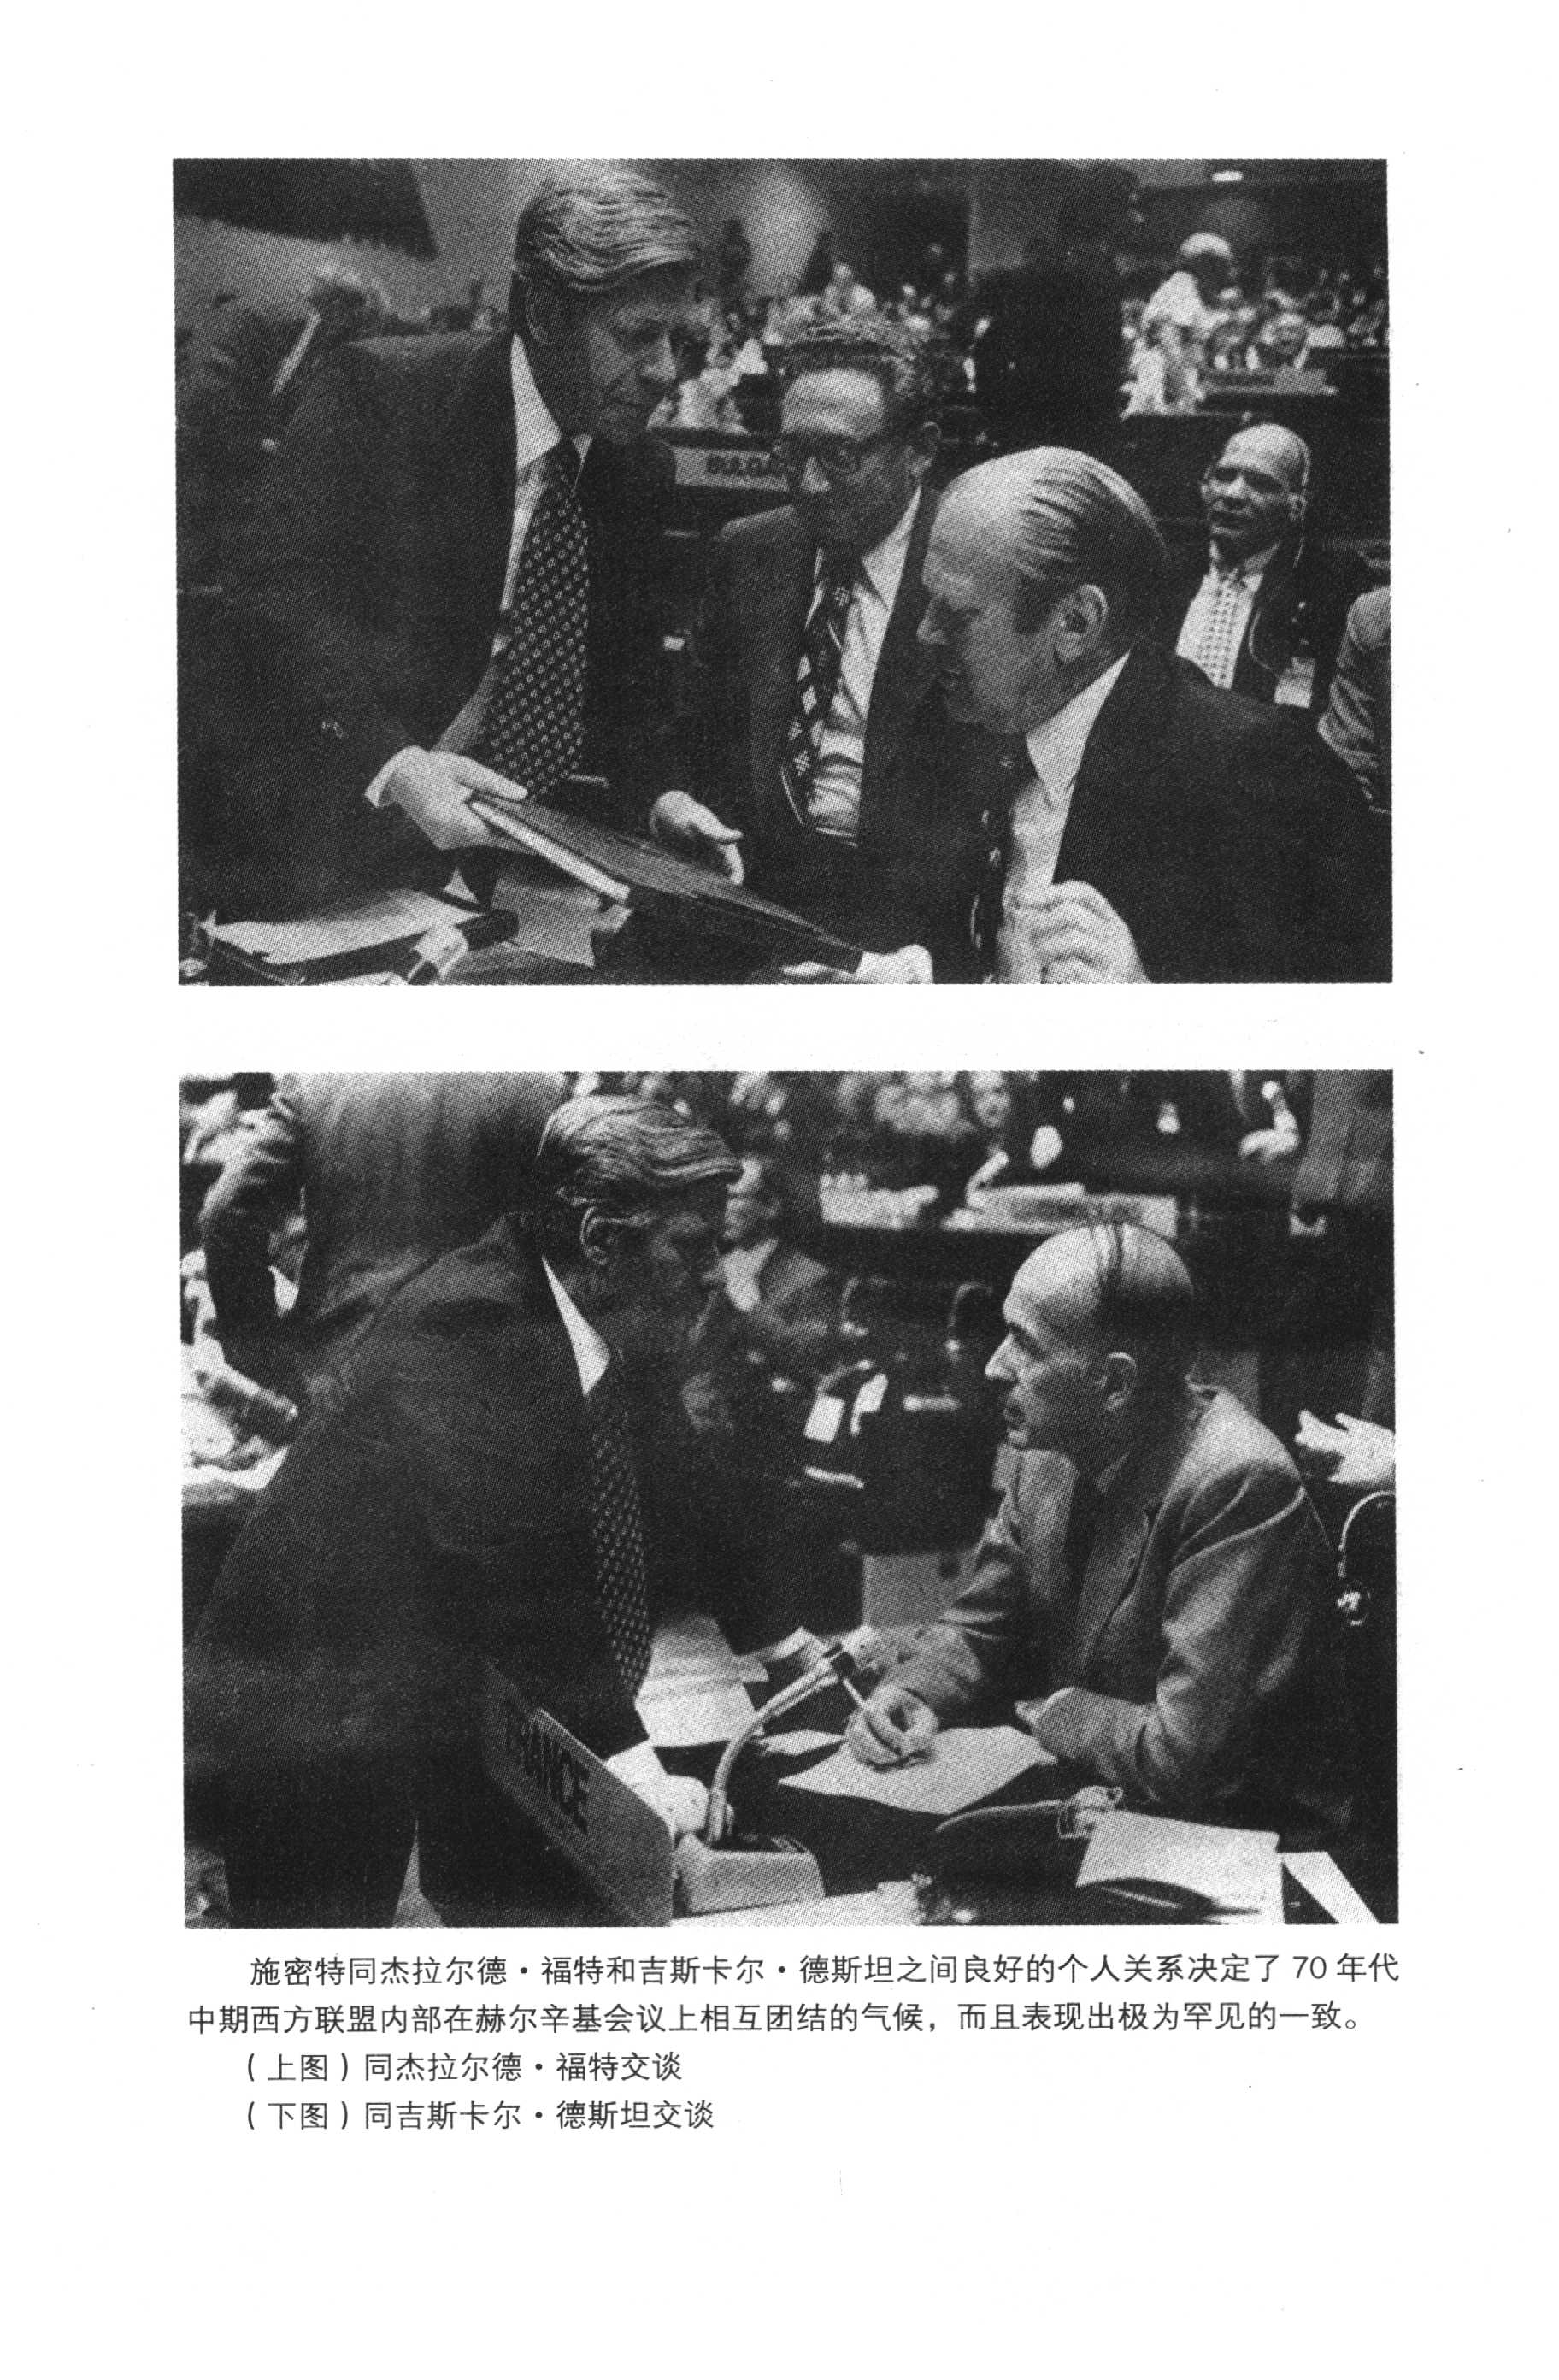 BULGA
FRANCE
施密特同杰拉尔德·福特和吉斯卡尔·德斯坦之间良好的个人关系决定了 70 年代
中期西方联盟内部在赫尔辛基会议上相互团结的气候，而且表现出极为罕见的一致。
（上图）同杰拉尔德·福特交谈
（下图）同吉斯卡尔·德斯坦交谈